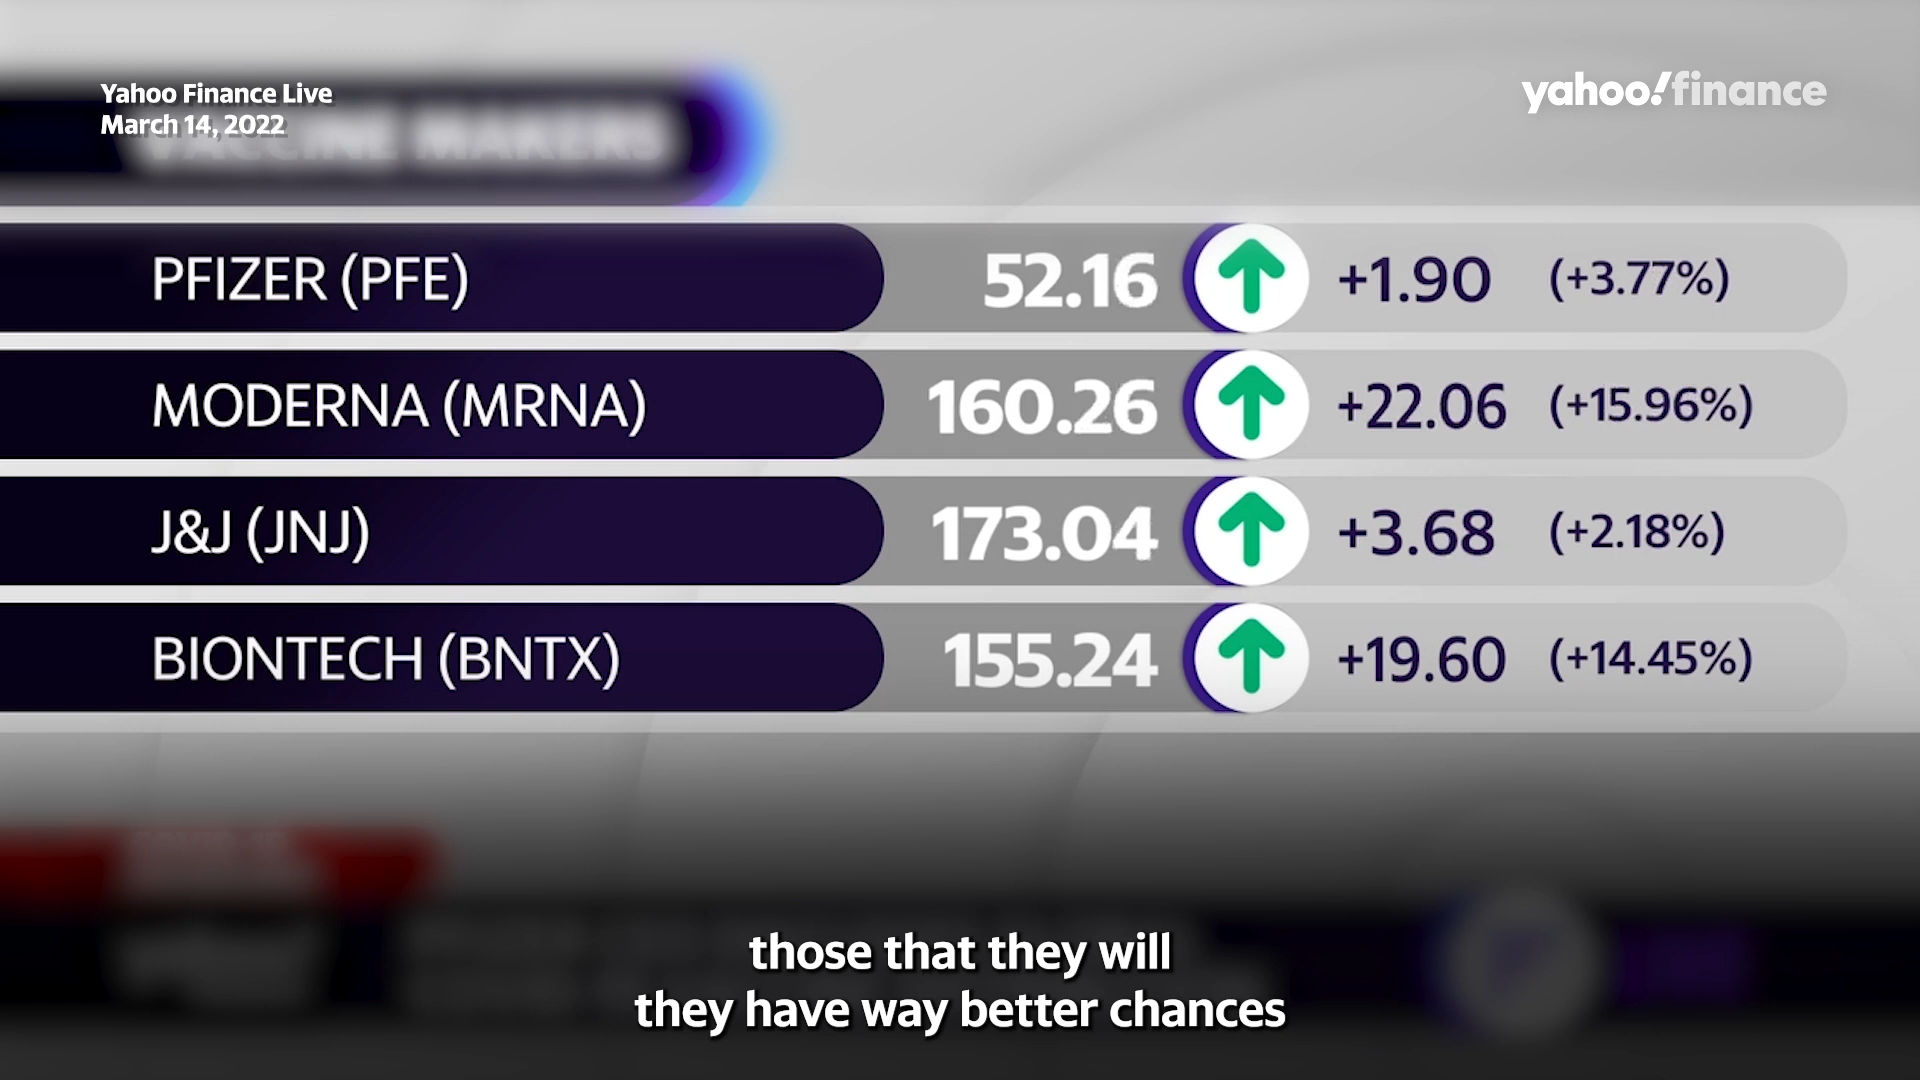 Yahoo Finance Live
March 14, 2022
yahoo!finance
VACCINE MAKERS
PFIZER (PFE) 52.16 +1.90 (+3.77%)
MODERNA (MRNA) 160.26 +22.06 (+15.96%)
J&J (JNJ) 173.04 +3.68 (+2.18%)
BIONTECH (BNTX) 155.24 +19.60 (+14.45%)
those that they will
they have way better chances